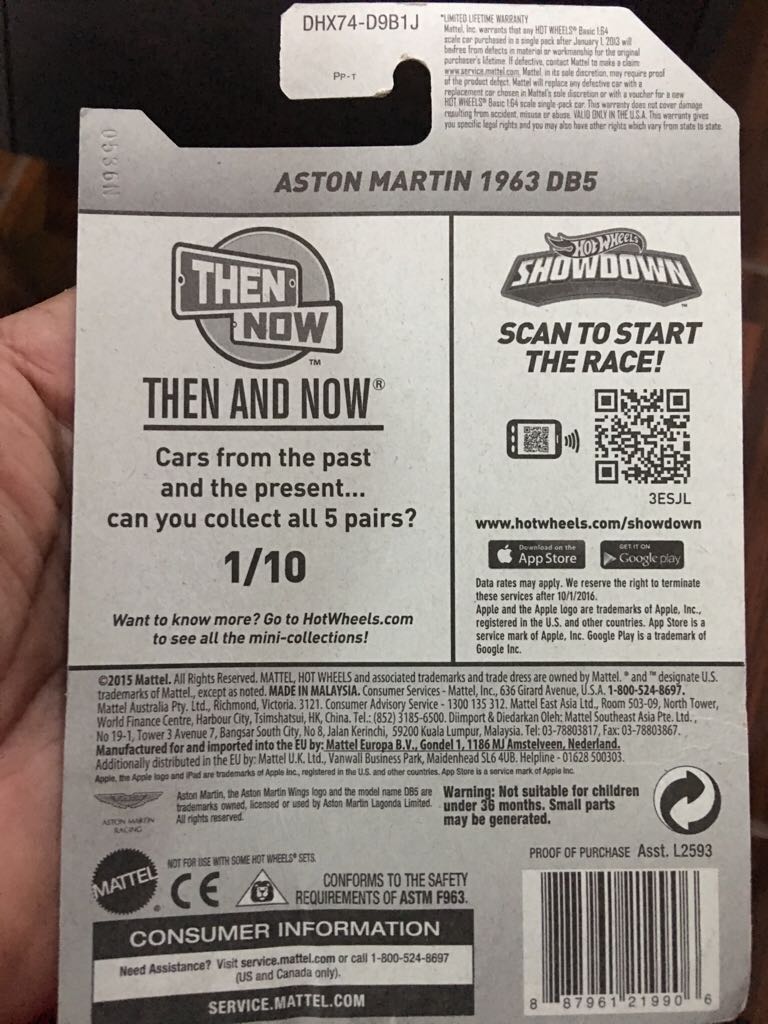 DHX74-D9B1J
PP-T
*LIMITED LIFETIME WARRANTY
Mattel, Inc. warrants that any HOT WHEELS® Basic 1:64
scale car purchased in a single pack after January 1, 2013 will
be free from defects in material or workmanship for the original
purchaser's lifetime. If defective, contact Mattel to make a claim:
www.service.mattel.com. Mattel, in its sole discretion, may require proof
of the product defect. Mattel will replace any defective car with a
replacement car chosen in Mattel's sole discretion or with a voucher for a new
HOT WHEELS® Basic 1:64 scale single-pack car. This warranty does not cover damage
resulting from accident, misuse or abuse. VALID ONLY IN THE U.S.A. This warranty gives
you specific legal rights and you may also have other rights which vary from state to state.
ASTON MARTIN 1963 DB5
THEN
NOW
TM
THEN AND NOW®
Cars from the past
and the present...
can you collect all 5 pairs?
1/10
Want to know more? Go to HotWheels.com
to see all the mini-collections!
HOT WHEELS
SHOWDOWN
™
SCAN TO START
THE RACE!
3ESJL
www.hotwheels.com/showdown
Download on the
App Store
GET IT ON
Google play
Data rates may apply. We reserve the right to terminate
these services after 10/1/2016.
Apple and the Apple logo are trademarks of Apple, Inc.,
registered in the U.S. and other countries. App Store is a
service mark of Apple, Inc. Google Play is a trademark of
Google Inc.
©2015 Mattel. All Rights Reserved. MATTEL, HOT WHEELS and associated trademarks and trade dress are owned by Mattel. ® and ™ designate U.S.
trademarks of Mattel., except as noted. MADE IN MALAYSIA. Consumer Services - Mattel, Inc., 636 Girard Avenue, U.S.A. 1-800-524-8697.
Mattel Australia Pty. Ltd., Richmond, Victoria. 3121. Consumer Advisory Service - 1300 135 312. Mattel East Asia Ltd., Room 503-09, North Tower,
World Finance Centre, Harbour City, Tsimshatsui, HK, China. Tel.: (852) 3185-6500. Diimport & Diedarkan Oleh: Mattel Southeast Asia Pte. Ltd.,
No 19-1, Tower 3 Avenue 7, Bangsar South City, No 8, Jalan Kerinchi, 59200 Kuala Lumpur, Malaysia. Tel: 03-78803817, Fax: 03-78803867.
Manufactured for and imported into the EU by: Mattel Europa B.V., Gondel 1, 1186 MJ Amstelveen, Nederland.
Additionally distributed in the EU by: Mattel U.K. Ltd., Vanwall Business Park, Maidenhead SL6 4UB. Helpline - 01628 500303.
Apple, the Apple logo and iPad are trademarks of Apple Inc., registered in the U.S. and other countries. App Store is a service mark of Apple Inc.
ASTON MARTIN
RACING
Aston Martin, the Aston Martin Wings logo and the model name DB5 are
trademarks owned, licensed or used by Aston Martin Lagonda Limited.
All rights reserved.
Warning: Not suitable for children
under 36 months. Small parts
may be generated.
PROOF OF PURCHASE Asst. L2593
MATTEL
®
NOT FOR USE WITH SOME HOT WHEELS® SETS.
CE
CONFORMS TO THE SAFETY
REQUIREMENTS OF ASTM F963.
CONSUMER INFORMATION
Need Assistance? Visit service.mattel.com or call 1-800-524-8697
(US and Canada only).
SERVICE.MATTEL.COM
8 87961 21990 6